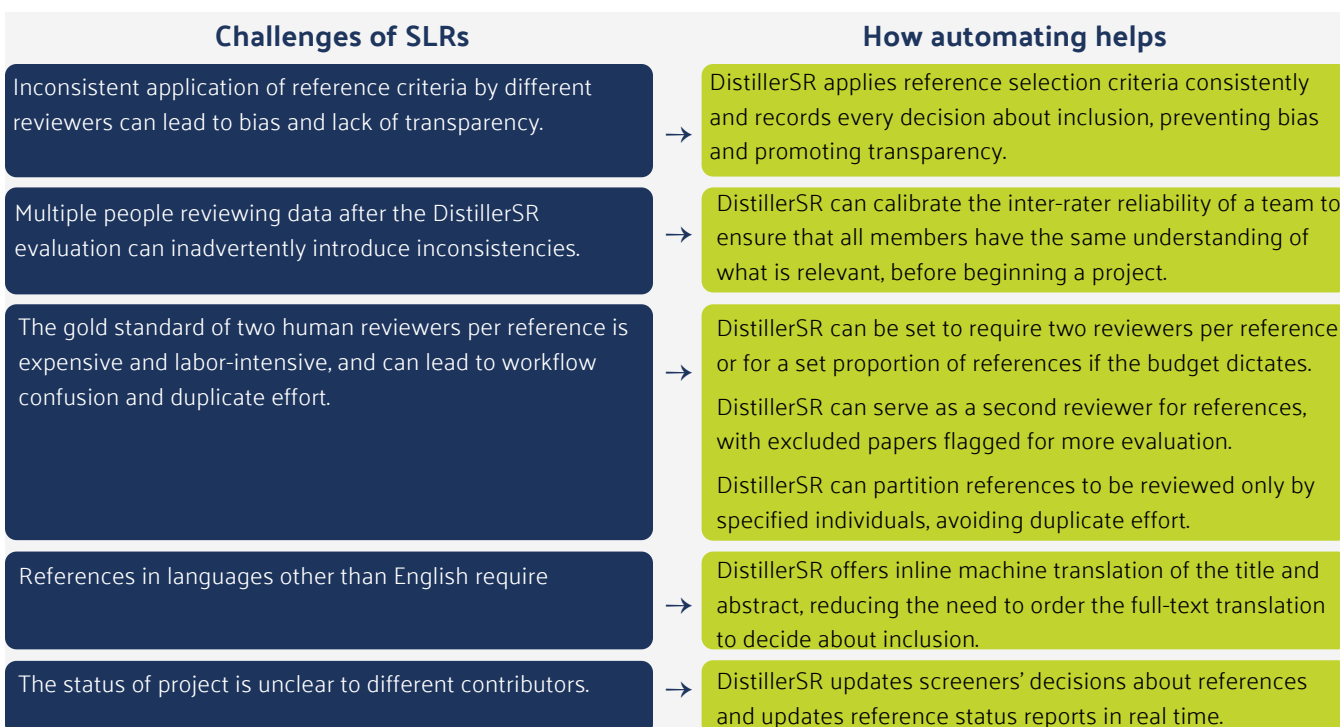 Challenges of SLRs
How automating helps
Inconsistent application of reference criteria by different
reviewers can lead to bias and lack of transparency.
→
DistillerSR applies reference selection criteria consistently
and records every decision about inclusion, preventing bias
and promoting transparency.
Multiple people reviewing data after the DistillerSR
evaluation can inadvertently introduce inconsistencies.
→
DistillerSR can calibrate the inter-rater reliability of a team to
ensure that all members have the same understanding of
what is relevant, before beginning a project.
The gold standard of two human reviewers per reference is
expensive and labor-intensive, and can lead to workflow
confusion and duplicate effort.
→
DistillerSR can be set to require two reviewers per reference
or for a set proportion of references if the budget dictates.
DistillerSR can serve as a second reviewer for references,
with excluded papers flagged for more evaluation.
DistillerSR can partition references to be reviewed only by
specified individuals, avoiding duplicate effort.
References in languages other than English require
→
DistillerSR offers inline machine translation of the title and
abstract, reducing the need to order the full-text translation
to decide about inclusion.
The status of project is unclear to different contributors.
→
DistillerSR updates screeners' decisions about references
and updates reference status reports in real time.